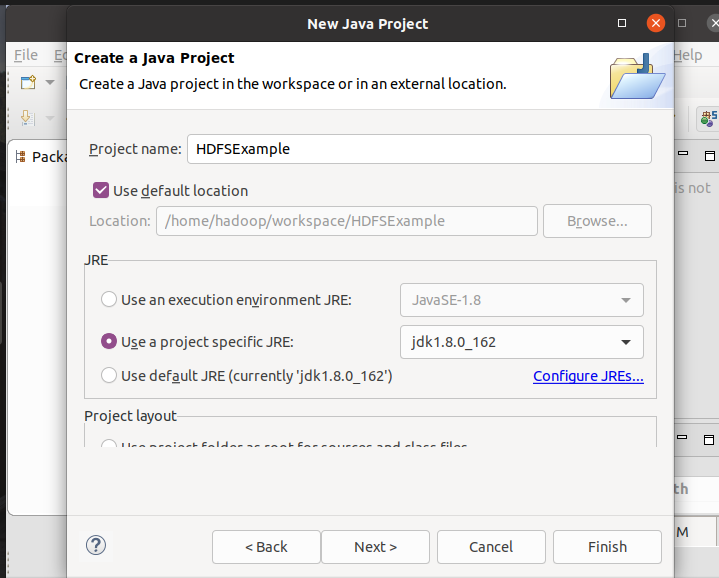 New Java Project
File
Help
Create a Java Project
Create a Java project in the workspace or in an external location.
Project name: HDFSExample
Use default location
Location: /home/hadoop/workspace/HDFSExample Browse...
is not
JRE
Use an execution environment JRE: JavaSE-1.8
Use a project specific JRE: jdk1.8.0_162
Use default JRE (currently 'jdk1.8.0_162') Configure JREs...
Project layout
Use project folder as root for sources and class files
th
M
< Back Next > Cancel Finish